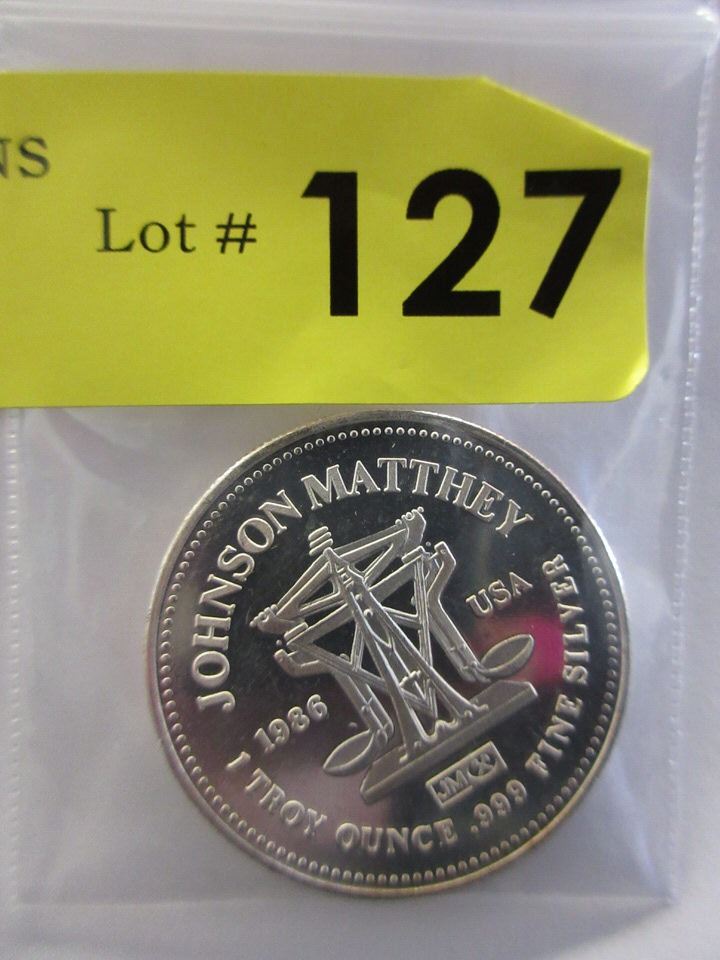 NS
Lot # 127
JOHNSON MATTHEY
USA
1986
JM
1 TROY OUNCE .999 FINE SILVER